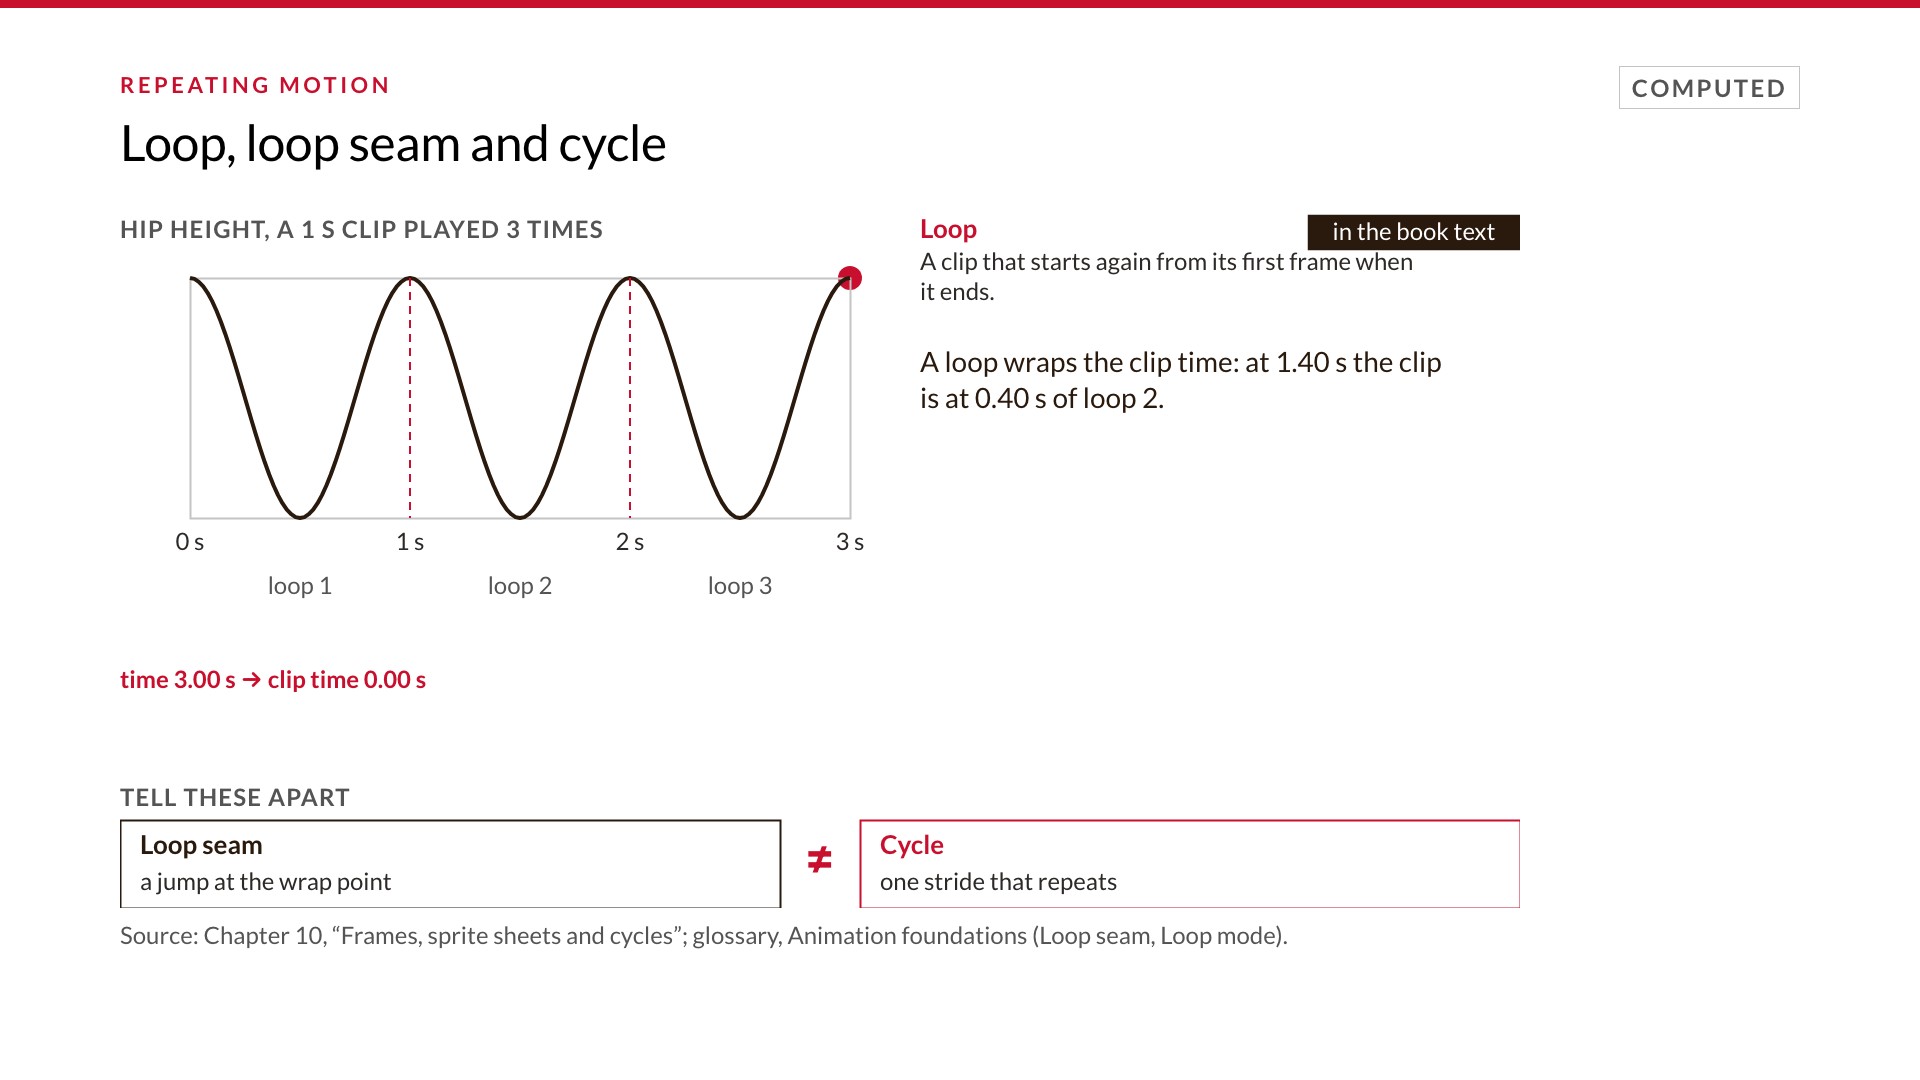 REPEATING MOTION
COMPUTED
Loop, loop seam and cycle
HIP HEIGHT, A 1 S CLIP PLAYED 3 TIMES
0 s
1 s
2 s
3 s
loop 1
loop 2
loop 3
time 3.00 s → clip time 0.00 s
Loop
in the book text
A clip that starts again from its first frame when
it ends.
A loop wraps the clip time: at 1.40 s the clip
is at 0.40 s of loop 2.
TELL THESE APART
Loop seam
a jump at the wrap point
≠
Cycle
one stride that repeats
Source: Chapter 10, “Frames, sprite sheets and cycles”; glossary, Animation foundations (Loop seam, Loop mode).